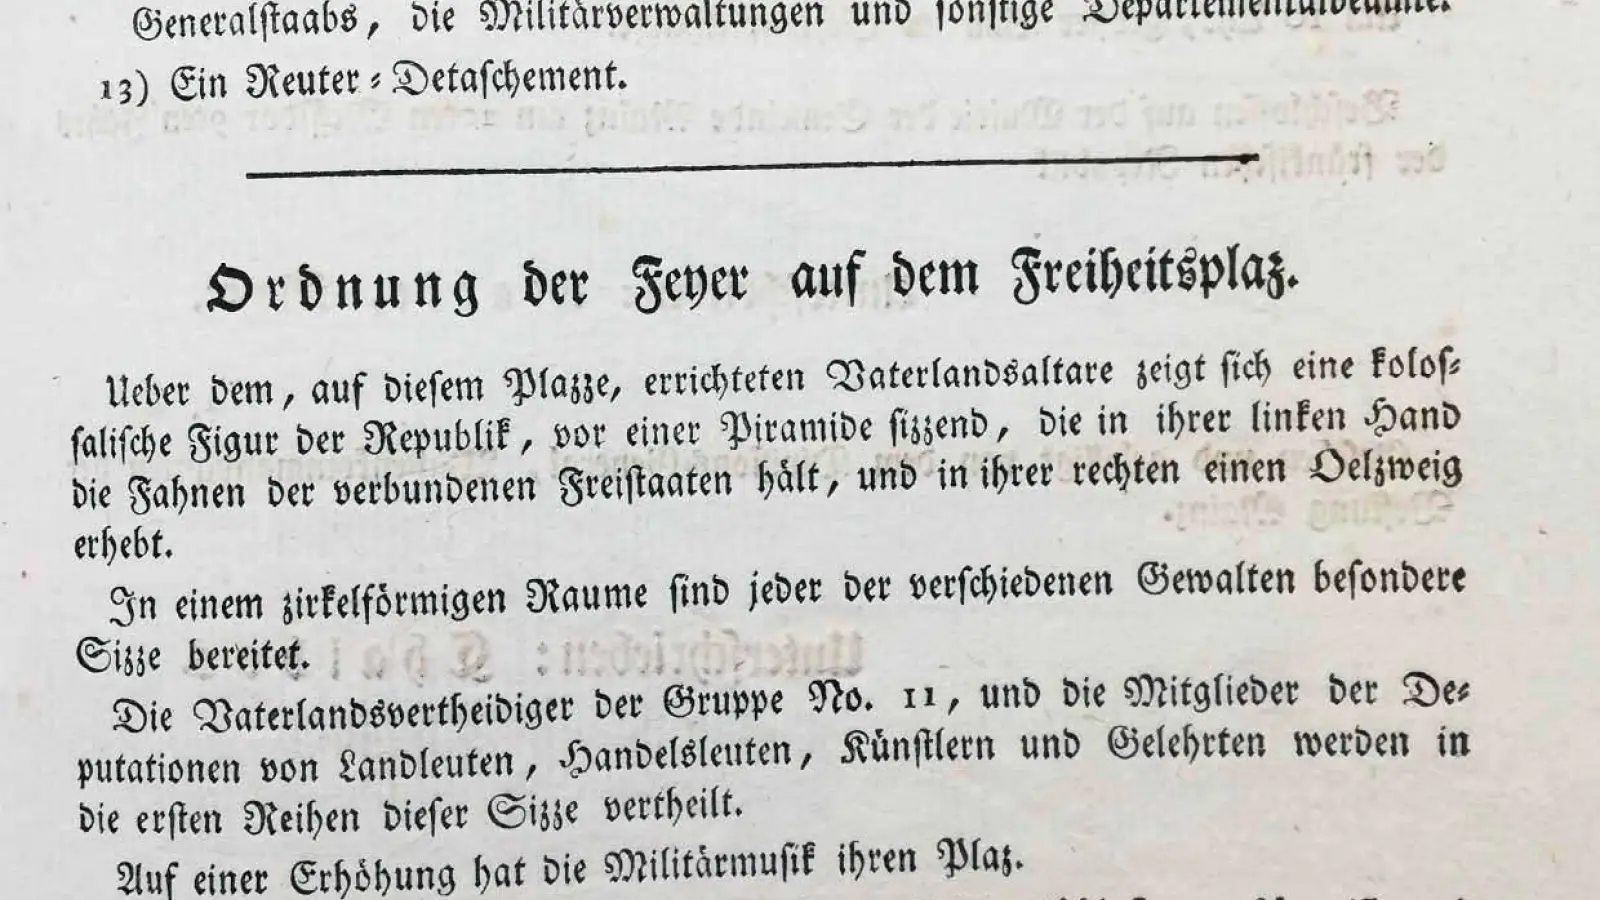 Generalſtaabs, die Militärverwaltungen und ſonſtige Departementalbeamte.
13) Ein Reuter⸗Detaſchement.
Ordnung der Feyer auf dem Freiheitsplaz.
Ueber dem, auf dieſem Plazze, errichteten Vaterlandsaltare zeigt ſich eine koloſ⸗
ſaliſche Figur der Republik, vor einer Piramide ſizzend, die in ihrer linken Hand
die Fahnen der verbundenen Freiſtaaten hält, und in ihrer rechten einen Oelzweig
erhebt.
In einem zirkelförmigen Raume ſind jeder der verſchiedenen Gewalten beſondere
Sizze bereitet.
Die Vaterlandsvertheidiger der Gruppe No. 11, und die Mitglieder der De⸗
putationen von Landleuten, Handelsleuten, Künſtlern und Gelehrten werden in
die erſten Reihen dieſer Sizze vertheilt.
Auf einer Erhöhung hat die Militärmuſik ihren Plaz.